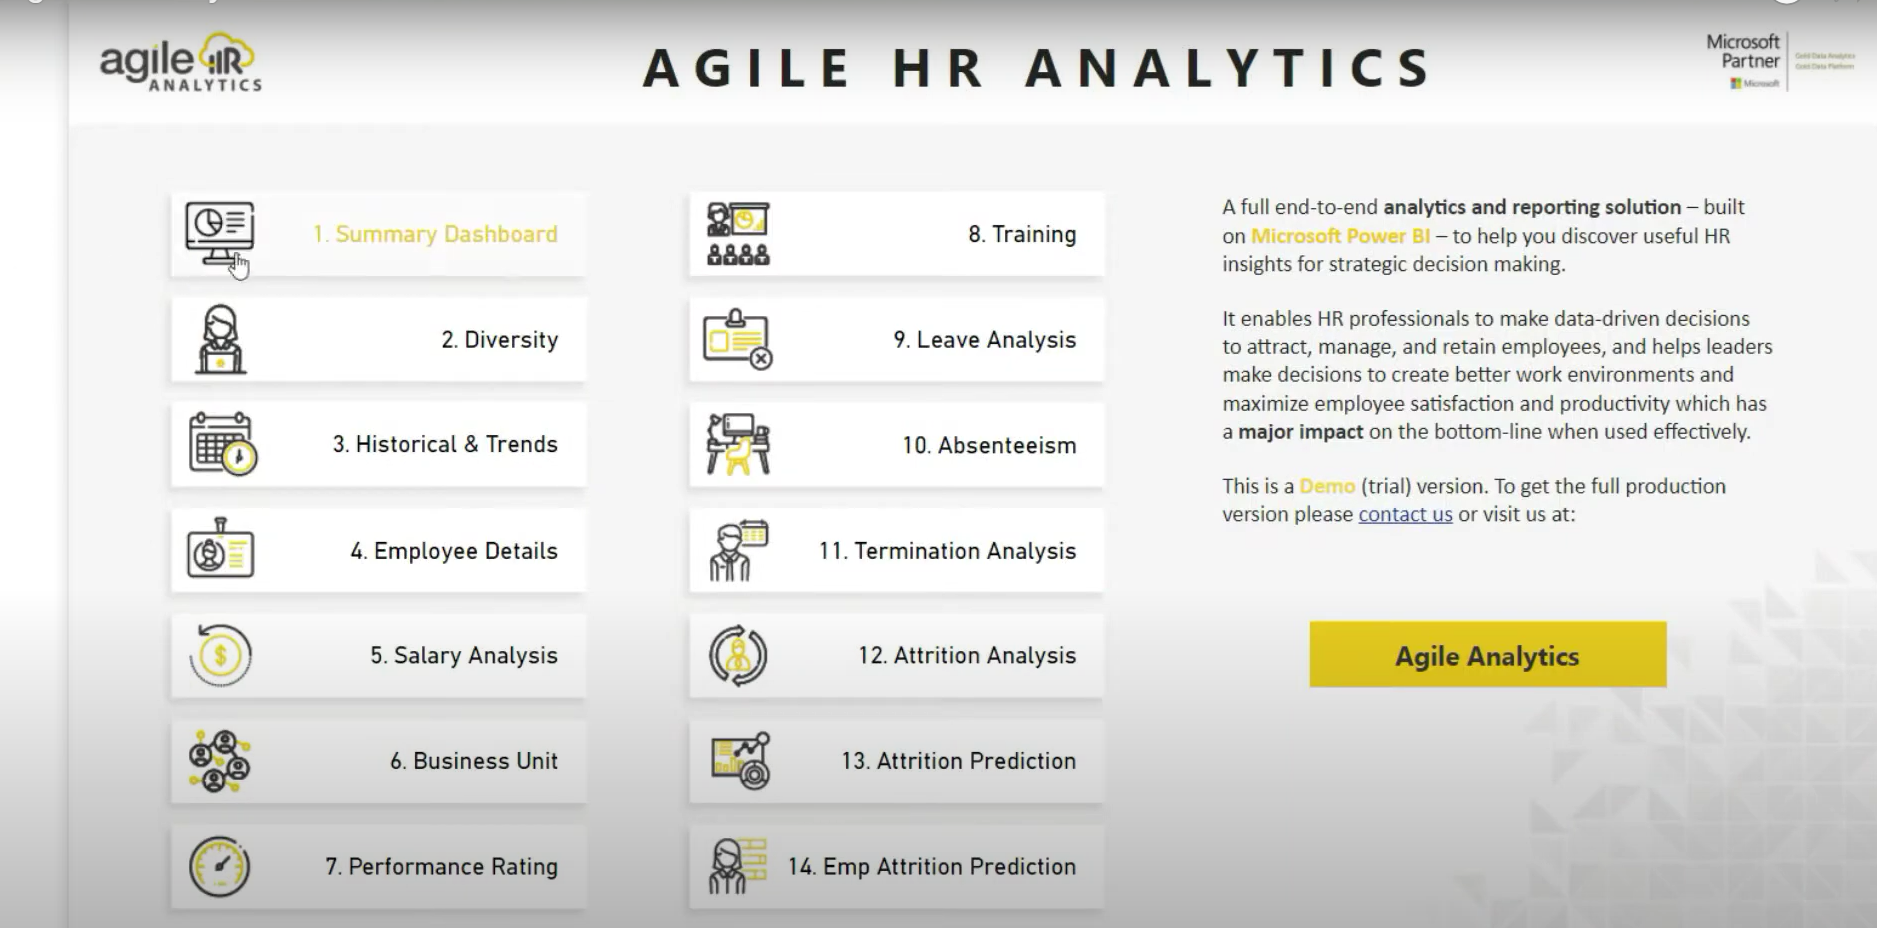 agile HR
ANALYTICS
AGILE HR ANALYTICS
Microsoft
Partner
Gold Data Analytics
Gold Data Platform
Microsoft
1. Summary Dashboard
2. Diversity
3. Historical & Trends
4. Employee Details
5. Salary Analysis
6. Business Unit
7. Performance Rating
8. Training
9. Leave Analysis
10. Absenteeism
11. Termination Analysis
12. Attrition Analysis
13. Attrition Prediction
14. Emp Attrition Prediction
A full end-to-end analytics and reporting solution – built
on Microsoft Power BI – to help you discover useful HR
insights for strategic decision making.
It enables HR professionals to make data-driven decisions
to attract, manage, and retain employees, and helps leaders
make decisions to create better work environments and
maximize employee satisfaction and productivity which has
a major impact on the bottom-line when used effectively.
This is a Demo (trial) version. To get the full production
version please contact us or visit us at:
Agile Analytics